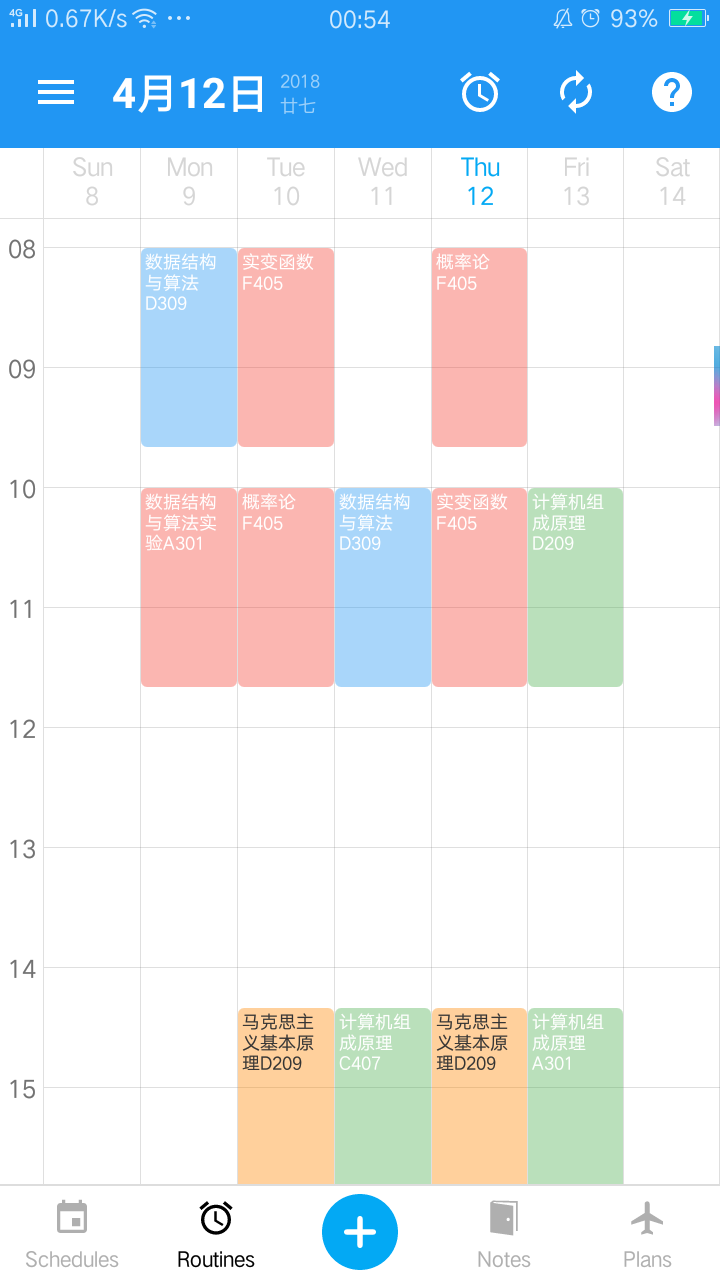 4G 0.67K/s 00:54 93%
4月12日 2018
廿七
Sun Mon Tue Wed Thu Fri Sat
8 9 10 11 12 13 14
08
数据结构
与算法
D309
实变函数
F405
概率论
F405
09
10
数据结构
与算法实
验A301
概率论
F405
数据结构
与算法
D309
实变函数
F405
计算机组
成原理
D209
11
12
13
14
马克思主
义基本原
理D209
计算机组
成原理
C407
马克思主
义基本原
理D209
计算机组
成原理
A301
15
Schedules Routines Notes Plans